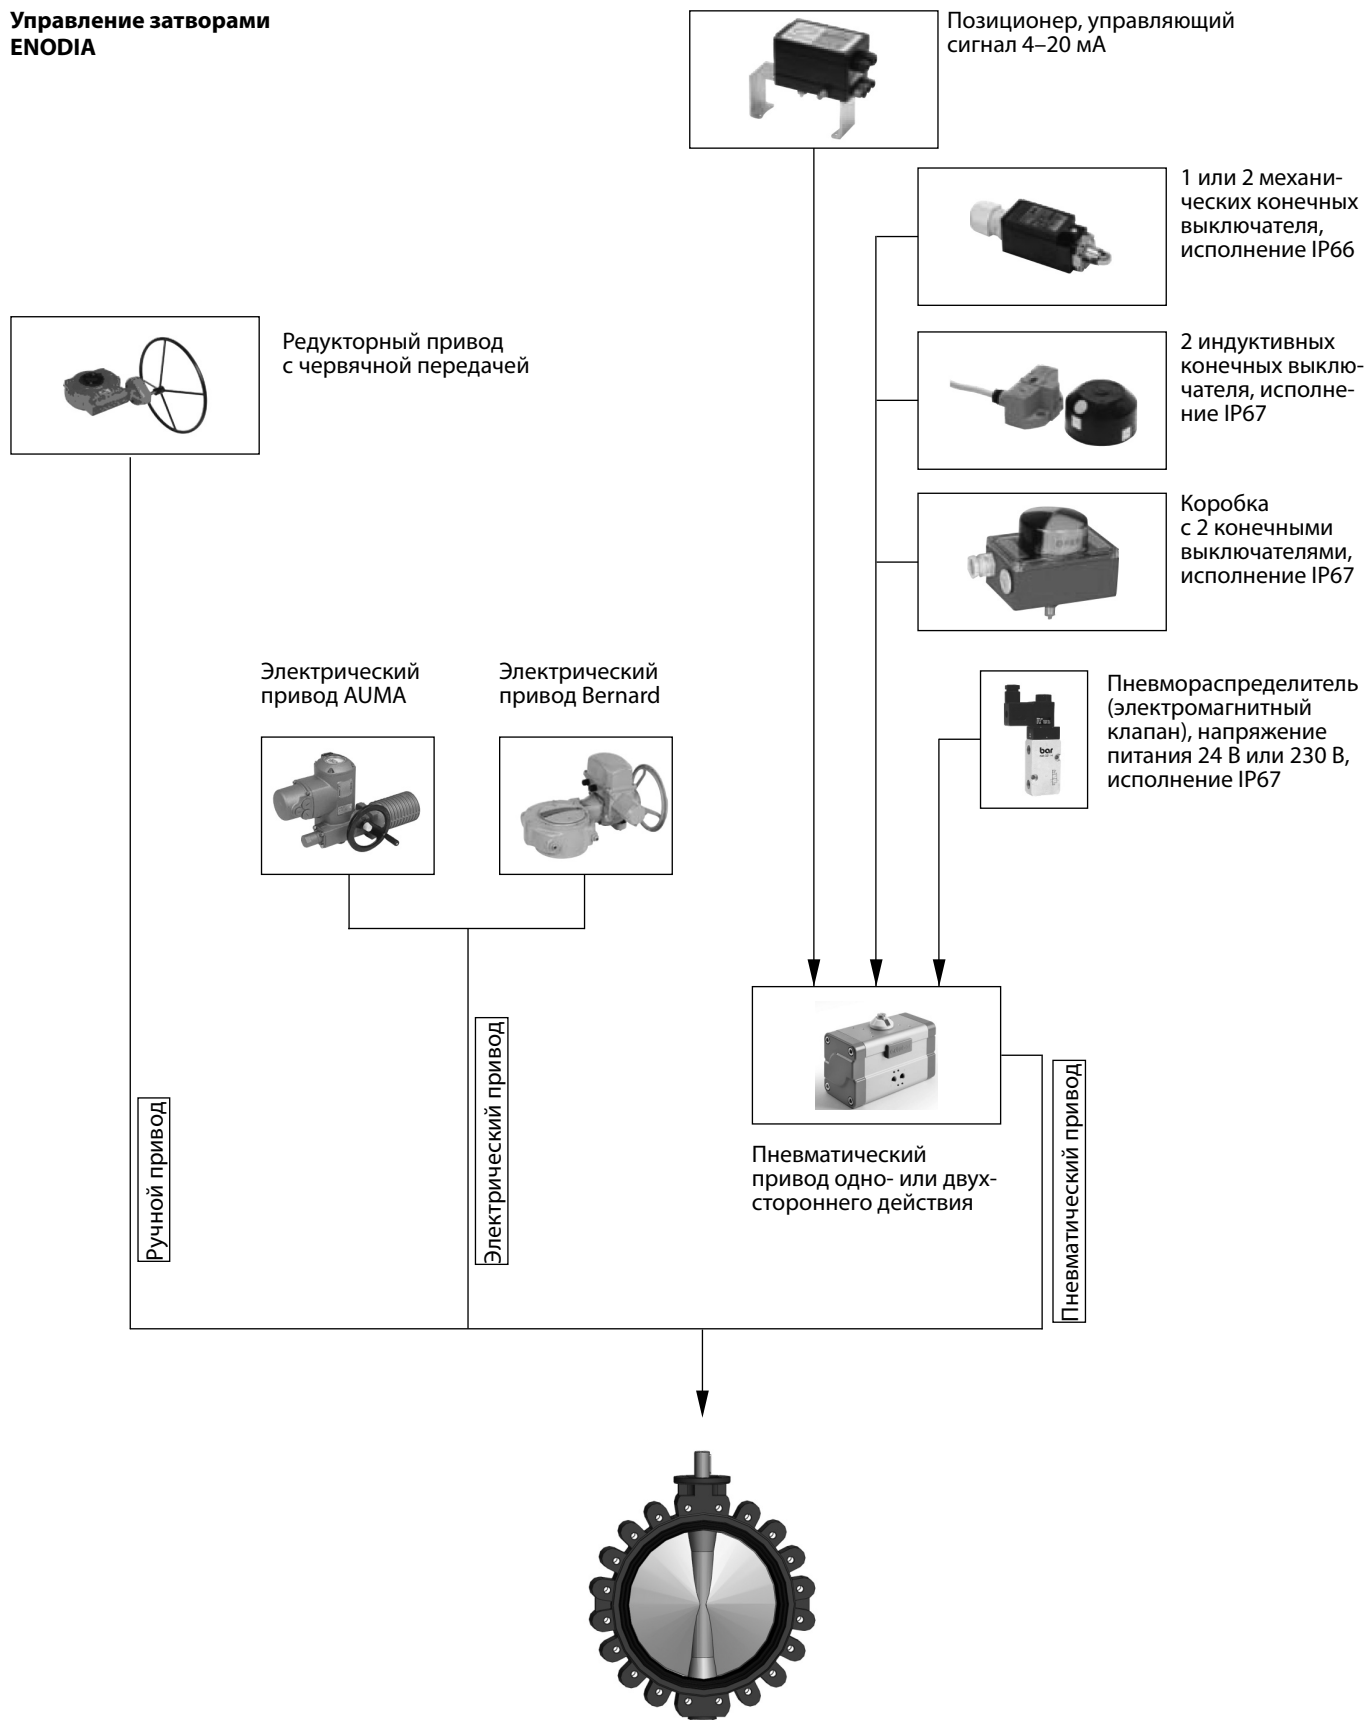 Управление затворами
ENODIA
Позиционер, управляющий
сигнал 4–20 мА
1 или 2 механи-
ческих конечных
выключателя,
исполнение IP66
Редукторный привод
с червячной передачей
2 индуктивных
конечных выклю-
чателя, исполне-
ние IP67
Коробка
с 2 конечными
выключателями,
исполнение IP67
Электрический
привод AUMA
Электрический
привод Bernard
Пневмораспределитель
(электромагнитный
клапан), напряжение
питания 24 В или 230 В,
исполнение IP67
bar
Ручной привод
Электрический привод
Пневматический
привод одно- или двух-
стороннего действия
Пневматический привод